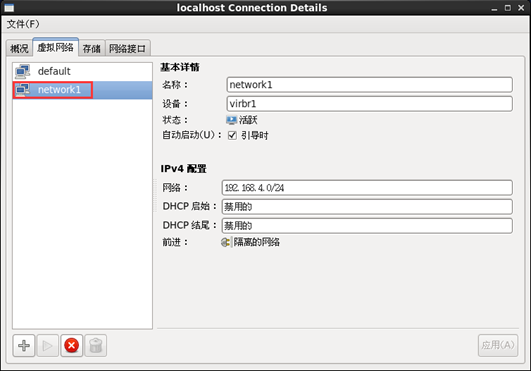 localhost Connection Details
文件(F)
概况 虚拟网络 存储 网络接口
default
network1
基本详情
名称： network1
设备： virbr1
状态： 活跃
自动启动(U)： 引导时
IPv4 配置
网络： 192.168.4.0/24
DHCP 启始： 禁用的
DHCP 结尾： 禁用的
前进： 隔离的网络
应用(A)